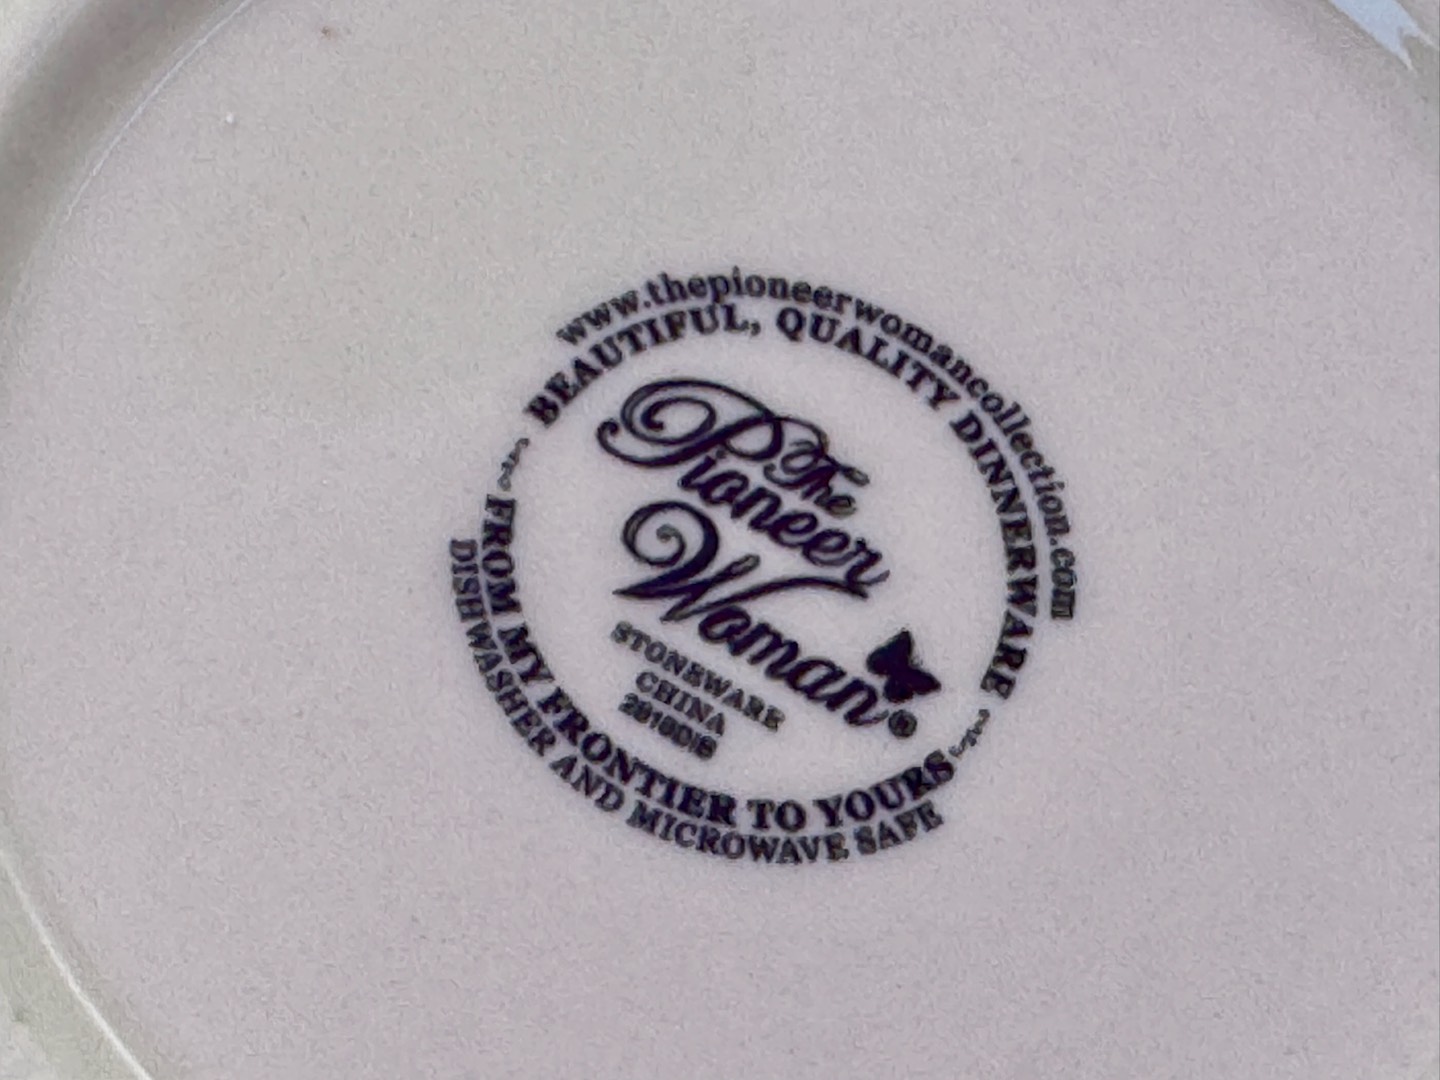 www.thepioneerwomancollection.com
BEAUTIFUL, QUALITY DINNERWARE
The
Pioneer
Woman®
STONEWARE
CHINA
FROM MY FRONTIER TO YOURS
DISHWASHER AND MICROWAVE SAFE